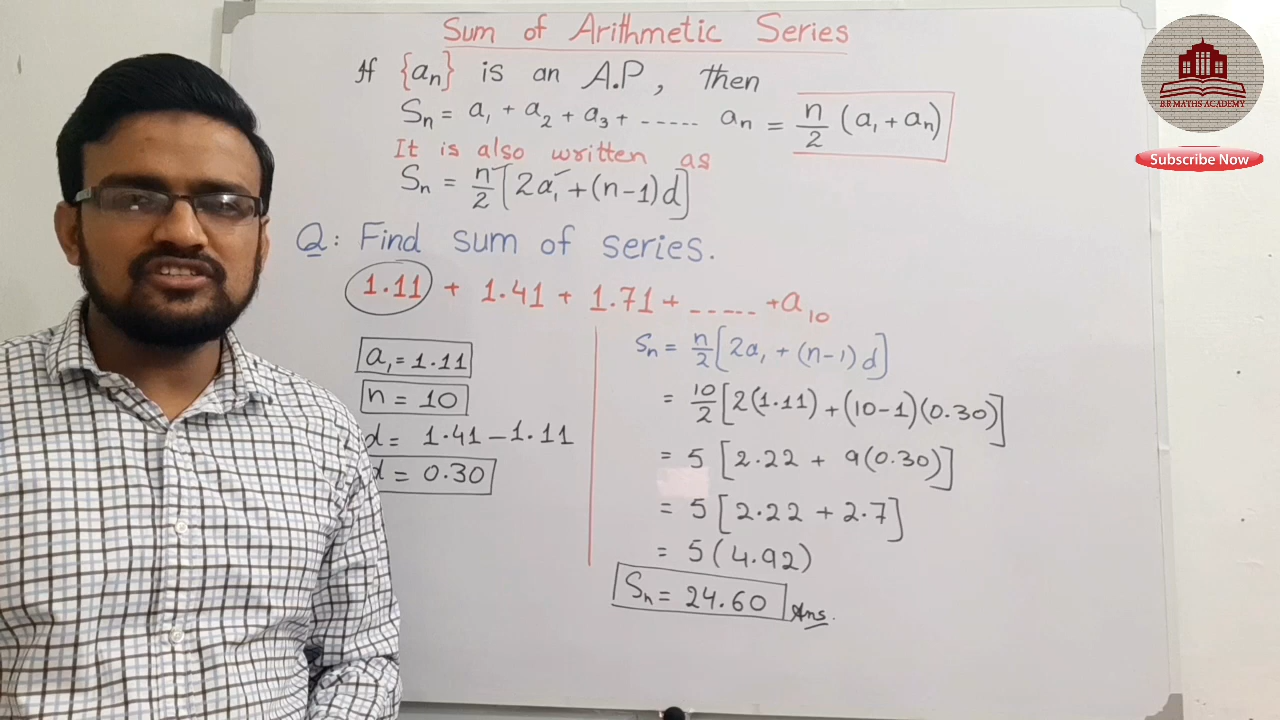 Sum of Arithmetic Series
If {aₙ} is an A.P, then
Sₙ = a₁ + a₂ + a₃ + ----- aₙ = n/2 (a₁ + aₙ)
It is also written as
Sₙ = n/2 [2a₁ + (n-1)d]
Q: Find sum of series.
1.11 + 1.41 + 1.71 + ----- + a₁₀
a₁ = 1.11
n = 10
d = 1.41 - 1.11
d = 0.30
Sₙ = n/2 [2a₁ + (n-1)d]
= 10/2 [2(1.11) + (10-1)(0.30)]
= 5 [2.22 + 9(0.30)]
= 5 [2.22 + 2.7]
= 5 (4.92)
Sₙ = 24.60 Ans.
B.R MATHS ACADEMY
Subscribe Now